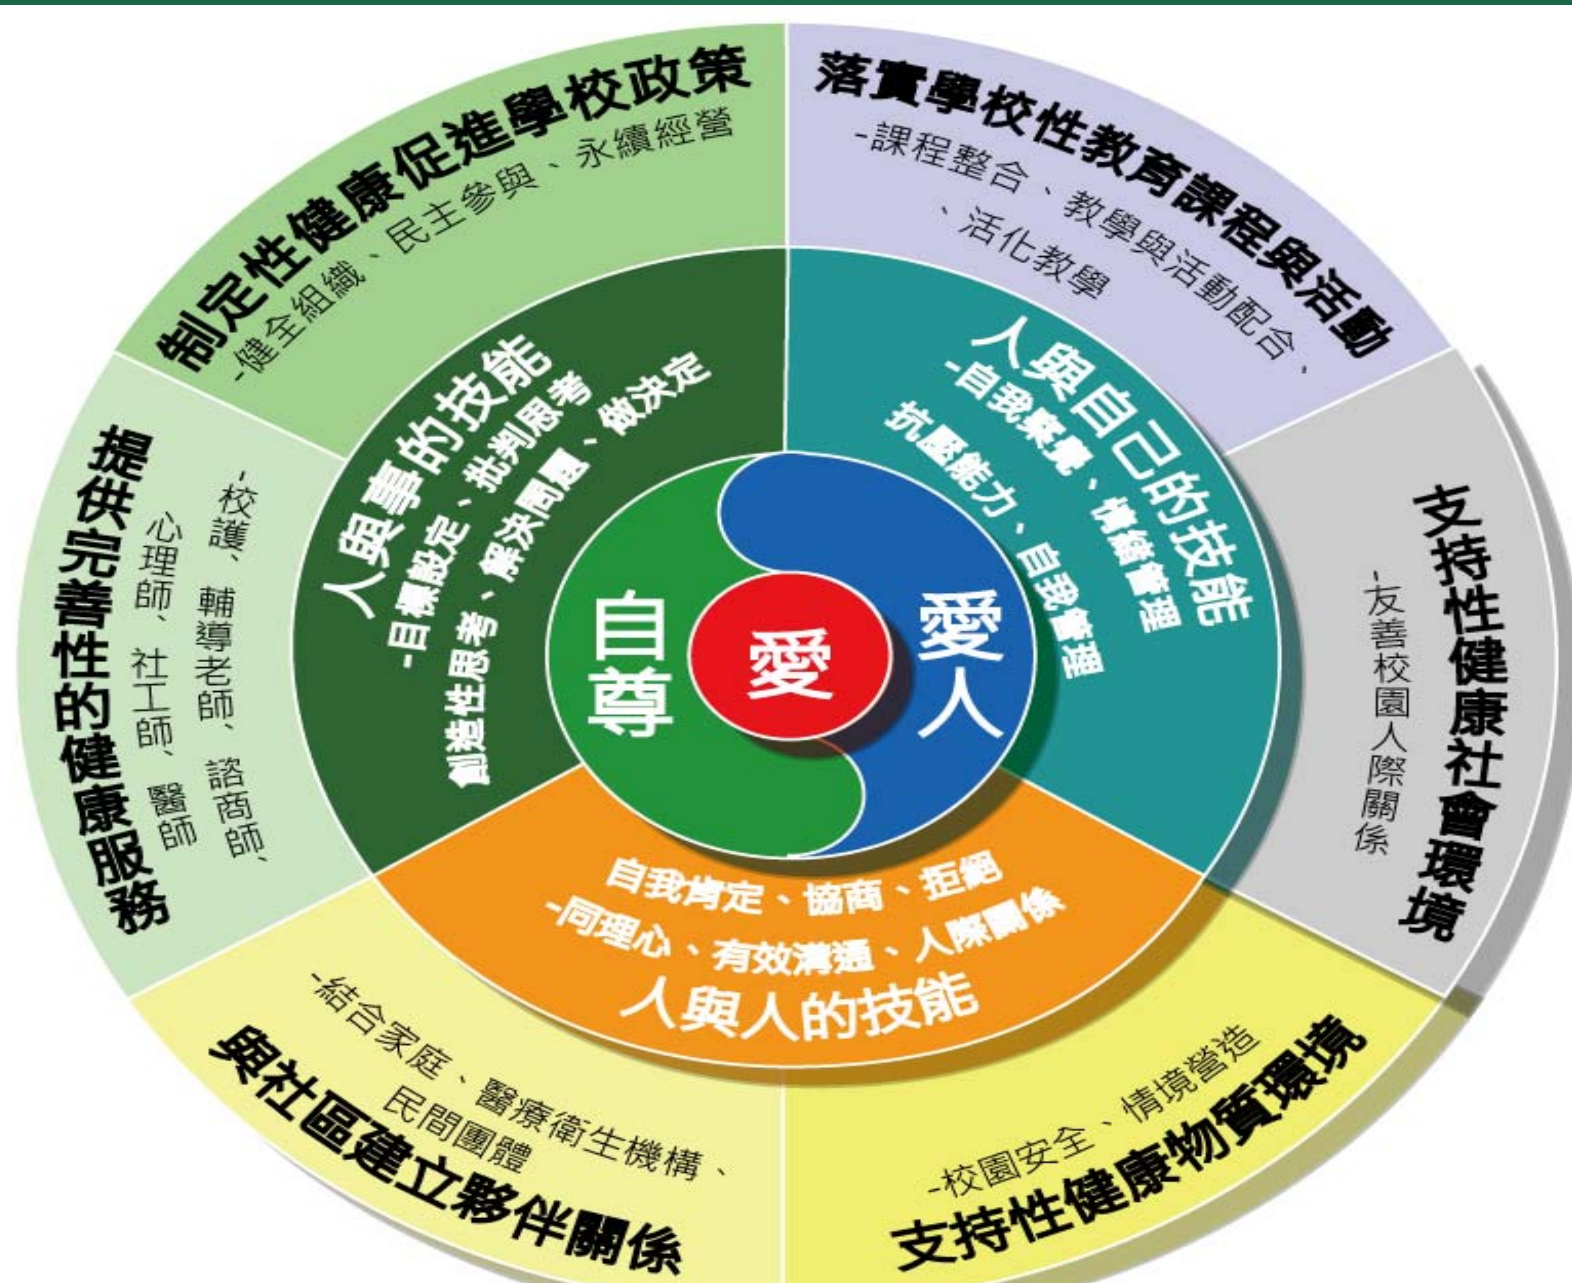 制定性健康促進學校政策
-健全組織、民主參與、永續經營
落實學校性教育課程與活動
-課程整合、教學與活動配合、
、活化教學
支持性健康社會環境
-友善校園人際關係
支持性健康物質環境
-校園安全、情境營造
與社區建立夥伴關係
-結合家庭、醫療衛生機構、
民間團體
提供完善性的健康服務
-校護、輔導老師、諮商師、
心理師、社工師、醫師
人與事的技能
-目標設定、批判思考
創造性思考、解決問題、做決定
人與自己的技能
-自我察覺、情緒管理
抗壓能力、自我管理
自我肯定、協商、拒絕
-同理心、有效溝通、人際關係
人與人的技能
自尊
愛
愛人